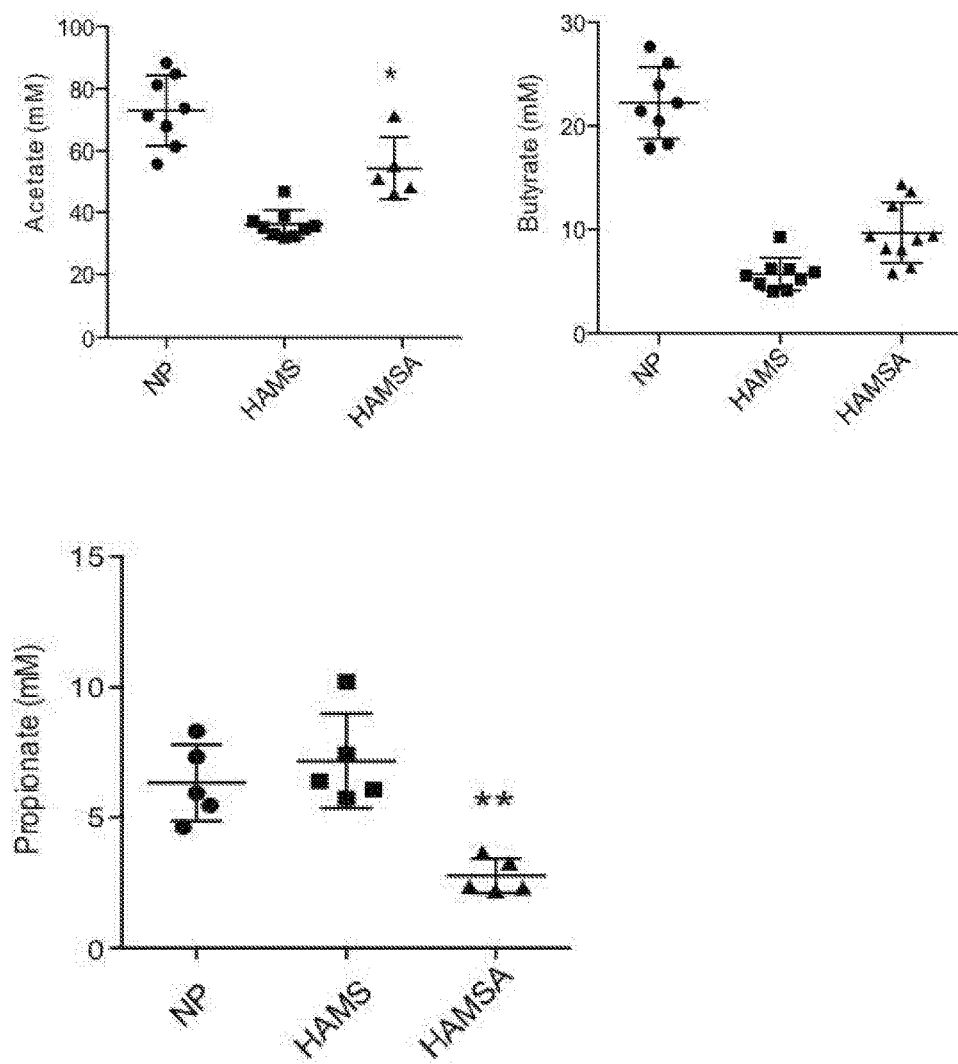 Acetate (mM)
100
80
60
40
20
0
*
NP
HAMS
HAMSA
Butyrate (mM)
30
20
10
0
NP
HAMS
HAMSA
Propionate (mM)
15
10
5
0
**
NP
HAMS
HAMSA